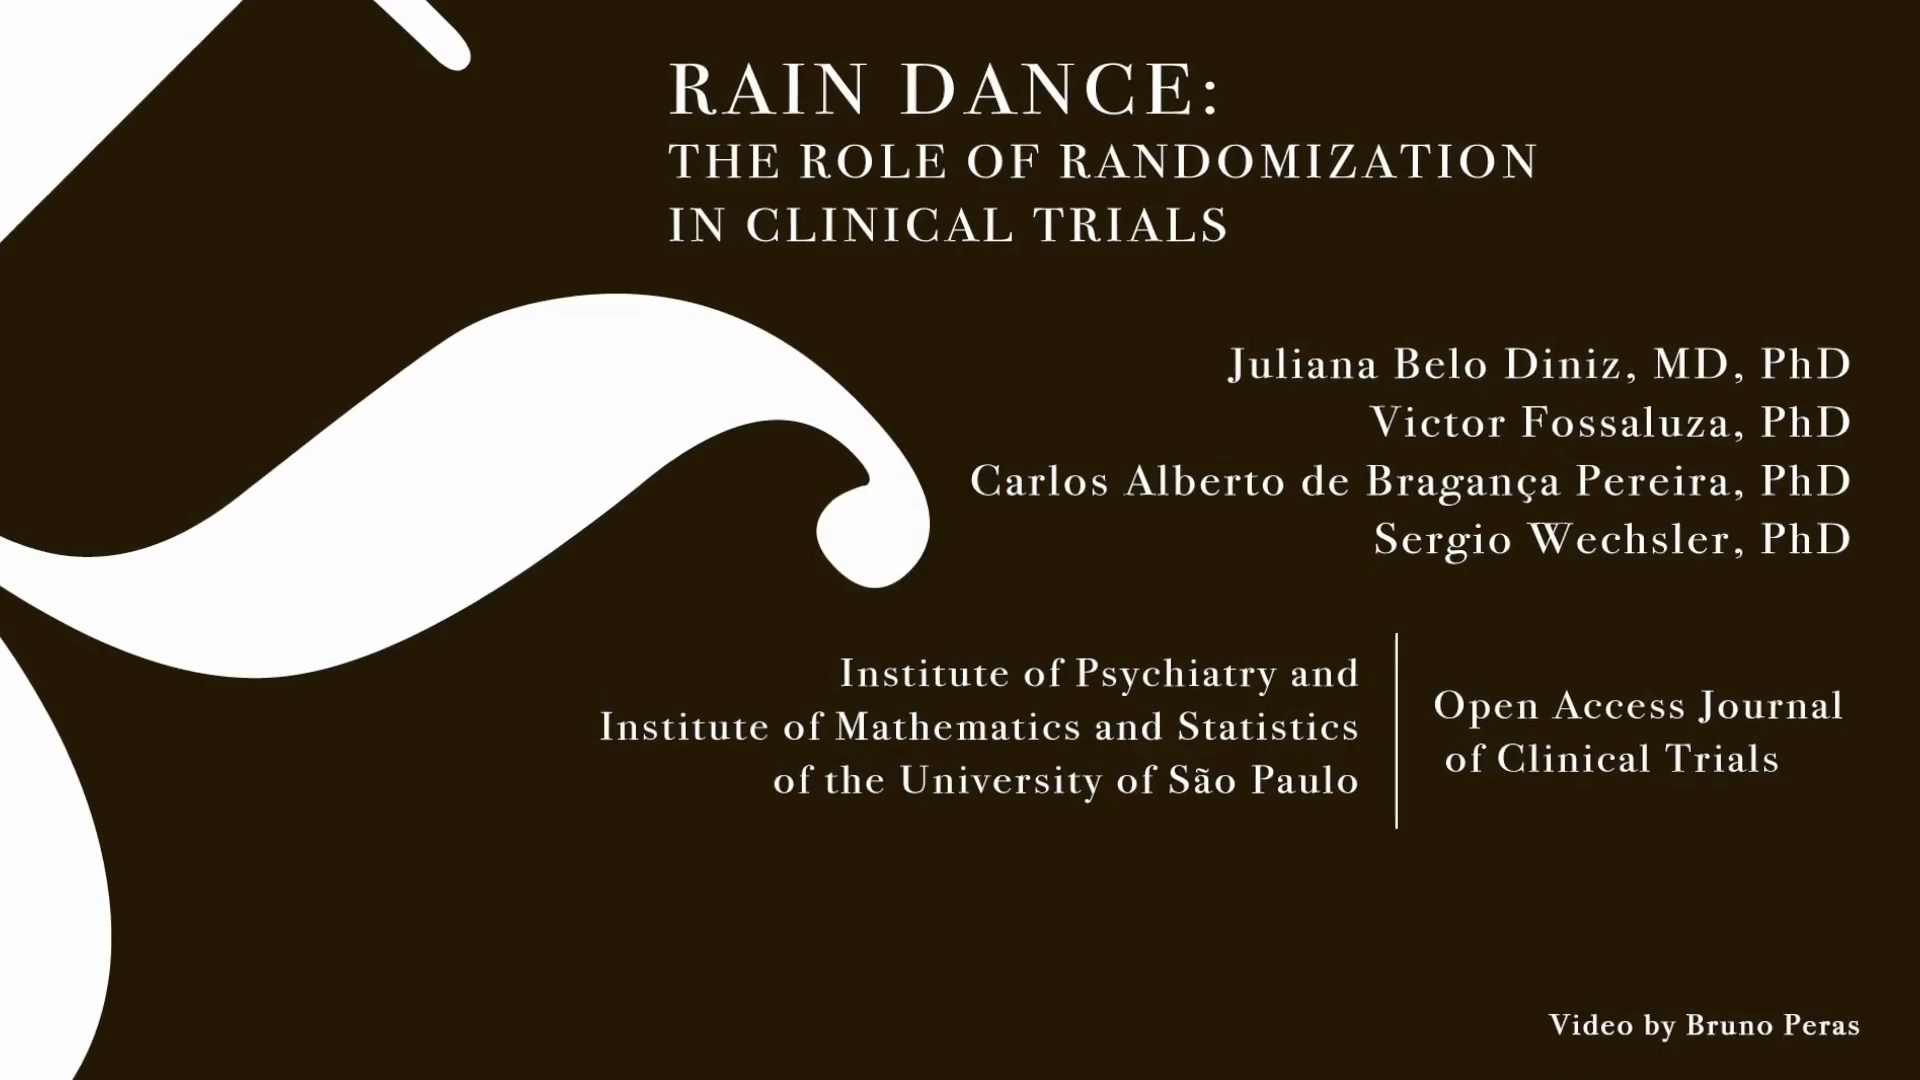 RAIN DANCE:
THE ROLE OF RANDOMIZATION
IN CLINICAL TRIALS
Juliana Belo Diniz, MD, PhD
Victor Fossaluza, PhD
Carlos Alberto de Bragança Pereira, PhD
Sergio Wechsler, PhD
Institute of Psychiatry and
Institute of Mathematics and Statistics
of the University of São Paulo
Open Access Journal
of Clinical Trials
Video by Bruno Peras